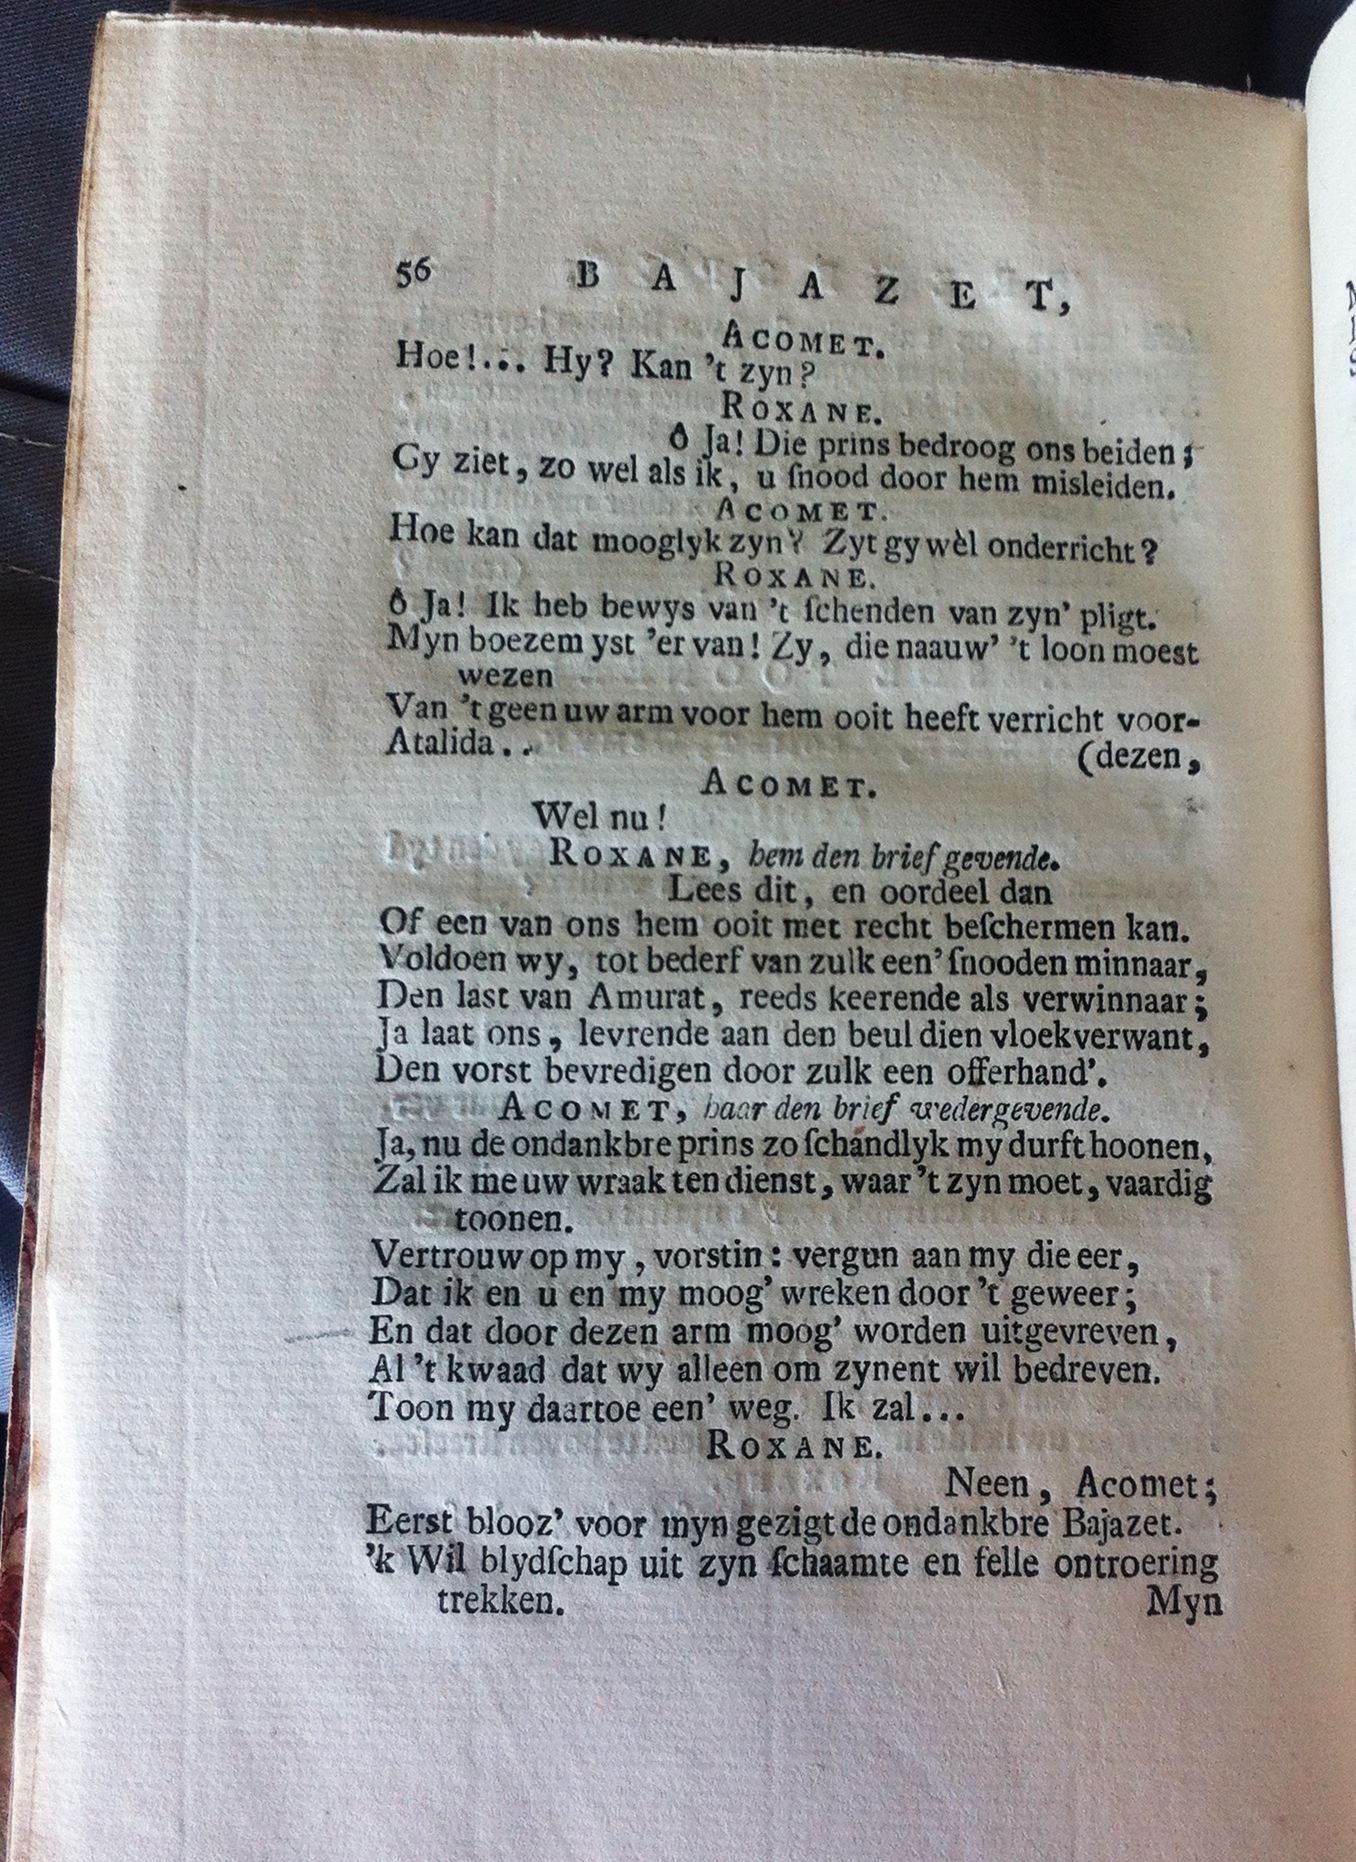 56 BAJAZET,
ACOMET.
Hoe!... Hy? Kan 't zyn?
ROXANE.
ô Ja! Die prins bedroog ons beiden;
Gy ziet, zo wel als ik, u ſnood door hem misleiden.
ACOMET.
Hoe kan dat mooglyk zyn? Zyt gy wèl onderricht?
ROXANE.
ô Ja! Ik heb bewys van 't ſchenden van zyn' pligt.
Myn boezem yst 'er van! Zy, die naauw' 't loon moest
wezen
Van 't geen uw arm voor hem ooit heeft verricht voor-
Atalida.. (dezen,
ACOMET.
Wel nu!
ROXANE, hem den brief gevende.
Lees dit, en oordeel dan
Of een van ons hem ooit met recht beſchermen kan.
Voldoen wy, tot bederf van zulk een' ſnooden minnaar,
Den last van Amurat, reeds keerende als verwinnaar;
Ja laat ons, levrende aan den beul dien vloekverwant,
Den vorst bevredigen door zulk een offerhand'.
ACOMET, haar den brief wedergevende.
Ja, nu de ondankbre prins zo ſchandlyk my durft hoonen,
Zal ik me uw wraak ten dienst, waar 't zyn moet, vaardig
toonen.
Vertrouw op my, vorstin: vergun aan my die eer,
Dat ik en u en my moog' wreken door 't geweer;
En dat door dezen arm moog' worden uitgevreven,
Al 't kwaad dat wy alleen om zynent wil bedreven.
Toon my daartoe een' weg. Ik zal...
ROXANE.
Neen, Acomet;
Eerst blooz' voor myn gezigt de ondankbre Bajazet.
'k Wil blydſchap uit zyn ſchaamte en felle ontroering
trekken. Myn